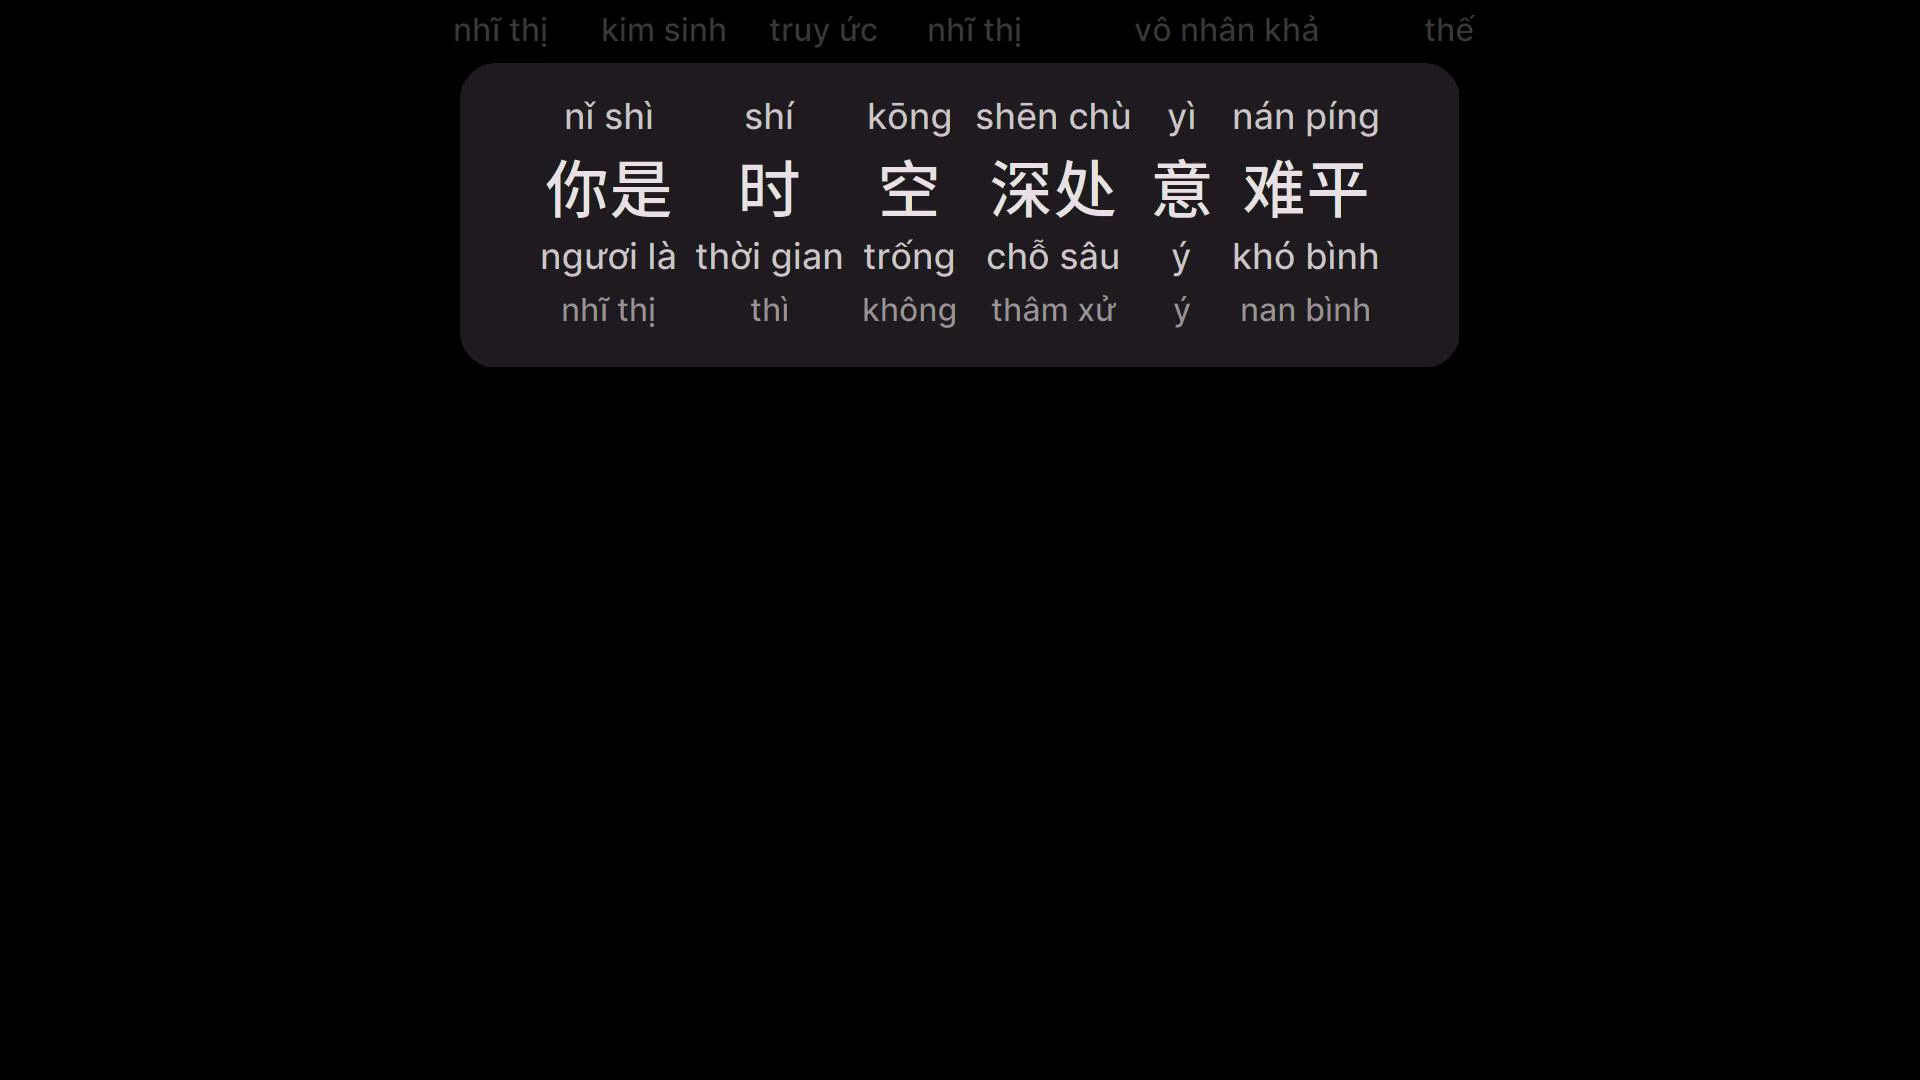 nhĩ thị kim sinh truy ức nhĩ thị vô nhân khả thế
nǐ shì shí kōng shēn chù yì nán píng
你是 时 空 深处 意 难平
ngươi là thời gian trống chỗ sâu ý khó bình
nhĩ thị thì không thâm xử ý nan bình